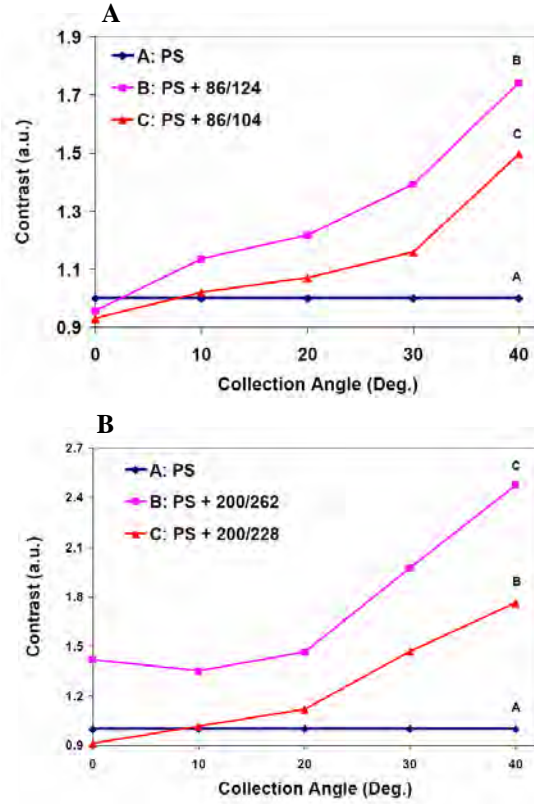 A
1.9
1.7
1.5
1.3
1.1
0.9
Contrast (a.u.)
A: PS
B: PS + 86/124
C: PS + 86/104
B
C
A
0 10 20 30 40
Collection Angle (Deg.)
B
2.7
2.4
2.1
1.8
1.5
1.2
0.9
Contrast (a.u.)
A: PS
B: PS + 200/262
C: PS + 200/228
C
B
A
0 10 20 30 40
Collection Angle (Deg.)